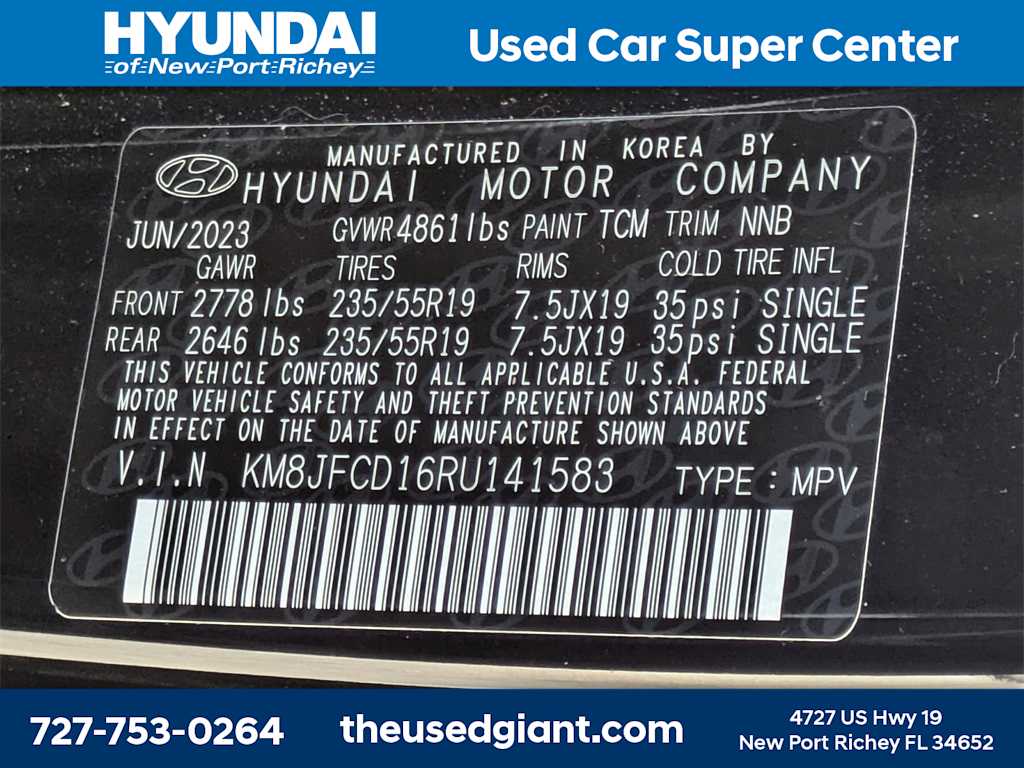 HYUNDAI
of New Port Richey
Used Car Super Center
MANUFACTURED IN KOREA BY
HYUNDAI MOTOR COMPANY
JUN/2023 GVWR 4861lbs PAINT TCM TRIM NNB
GAWR TIRES RIMS COLD TIRE INFL
FRONT 2778 lbs 235/55R19 7.5JX19 35psi SINGLE
REAR 2646 lbs 235/55R19 7.5JX19 35psi SINGLE
THIS VEHICLE CONFORMS TO ALL APPLICABLE U.S.A. FEDERAL
MOTOR VEHICLE SAFETY AND THEFT PREVENTION STANDARDS
IN EFFECT ON THE DATE OF MANUFACTURE SHOWN ABOVE
V.I.N KM8JFCD16RU141583 TYPE : MPV
727-753-0264
theusedgiant.com
4727 US Hwy 19
New Port Richey FL 34652